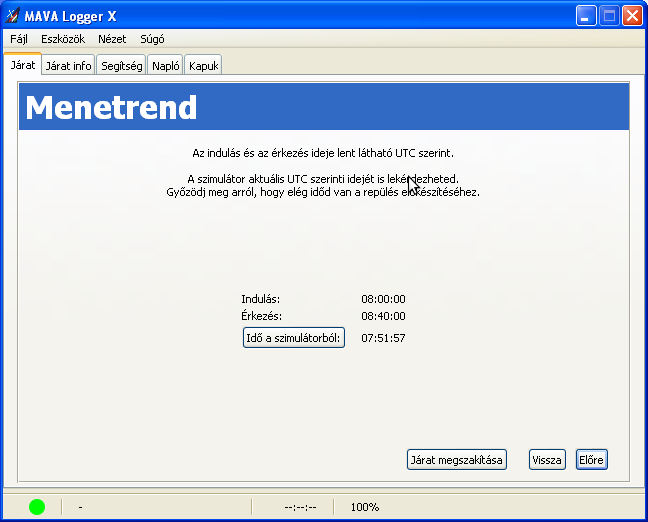 MAVA Logger X
Fájl Eszközök Nézet Súgó
Járat Járat info Segítség Napló Kapuk
Menetrend
Az indulás és az érkezés ideje lent látható UTC szerint.
A szimulátor aktuális UTC szerinti idejét is lekérdezheted.
Győzödj meg arról, hogy elég időd van a repülés előkészítéséhez.
Indulás: 08:00:00
Érkezés: 08:40:00
Idő a szimulátorból: 07:51:57
Járat megszakítása Vissza Előre
- --:--:-- 100%